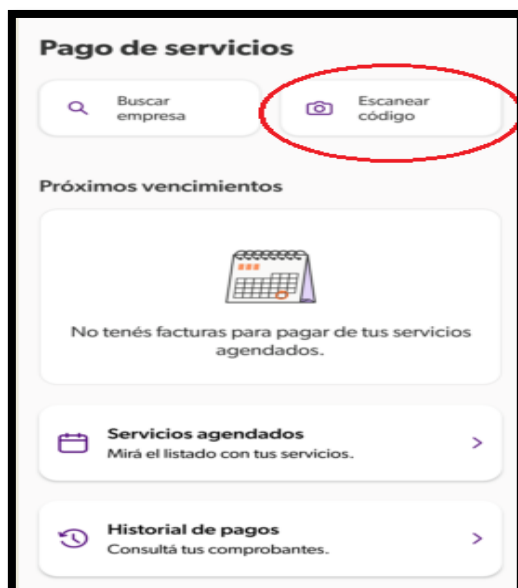 Pago de servicios
Buscar
empresa
Escanear
código
Próximos vencimientos
No tenés facturas para pagar de tus servicios
agendados.
Servicios agendados
Mirá el listado con tus servicios.
Historial de pagos
Consultá tus comprobantes.